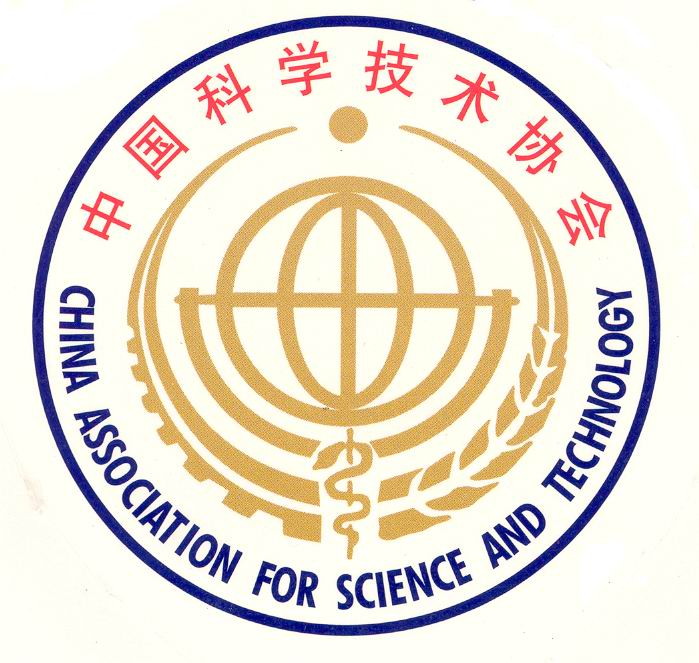 中国科学技术协会
CHINA ASSOCIATION FOR SCIENCE AND TECHNOLOGY